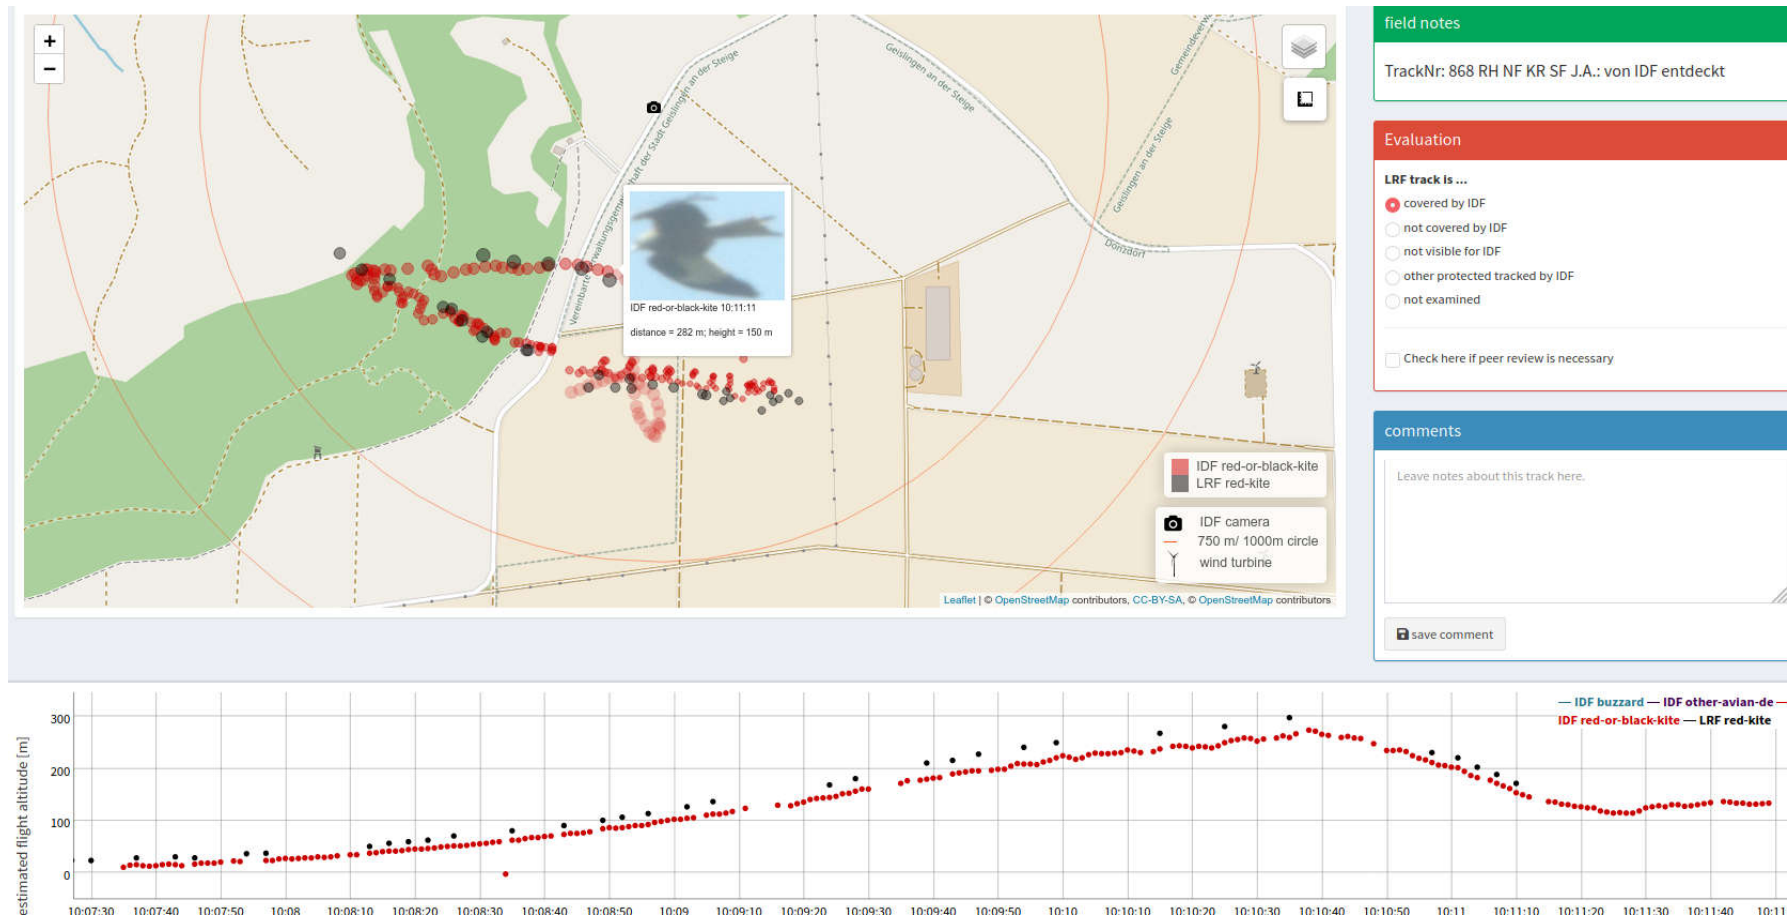 +
−
Geislingen an der Steige
Gemeindeverw
Geislingen an der Steige
Geislingen an der Steige
Donzdorf
Vereinbarte Verwaltungsgemeinschaft der Stadt Geislingen an der Steige
IDF red-or-black-kite 10:11:11
distance = 282 m; height = 150 m
IDF red-or-black-kite
LRF red-kite
IDF camera
750 m/ 1000m circle
wind turbine
Leaflet | © OpenStreetMap contributors, CC-BY-SA, © OpenStreetMap contributors
field notes
TrackNr: 868 RH NF KR SF J.A.: von IDF entdeckt
Evaluation
LRF track is ...
covered by IDF
not covered by IDF
not visible for IDF
other protected tracked by IDF
not examined
Check here if peer review is necessary
comments
Leave notes about this track here.
save comment
— IDF buzzard — IDF other-avian-de —
IDF red-or-black-kite — LRF red-kite
estimated flight altitude [m]
300
200
100
0
10:07:30 10:07:40 10:07:50 10:08 10:08:10 10:08:20 10:08:30 10:08:40 10:08:50 10:09 10:09:10 10:09:20 10:09:30 10:09:40 10:09:50 10:10 10:10:10 10:10:20 10:10:30 10:10:40 10:10:50 10:11 10:11:10 10:11:20 10:11:30 10:11:40 10:11